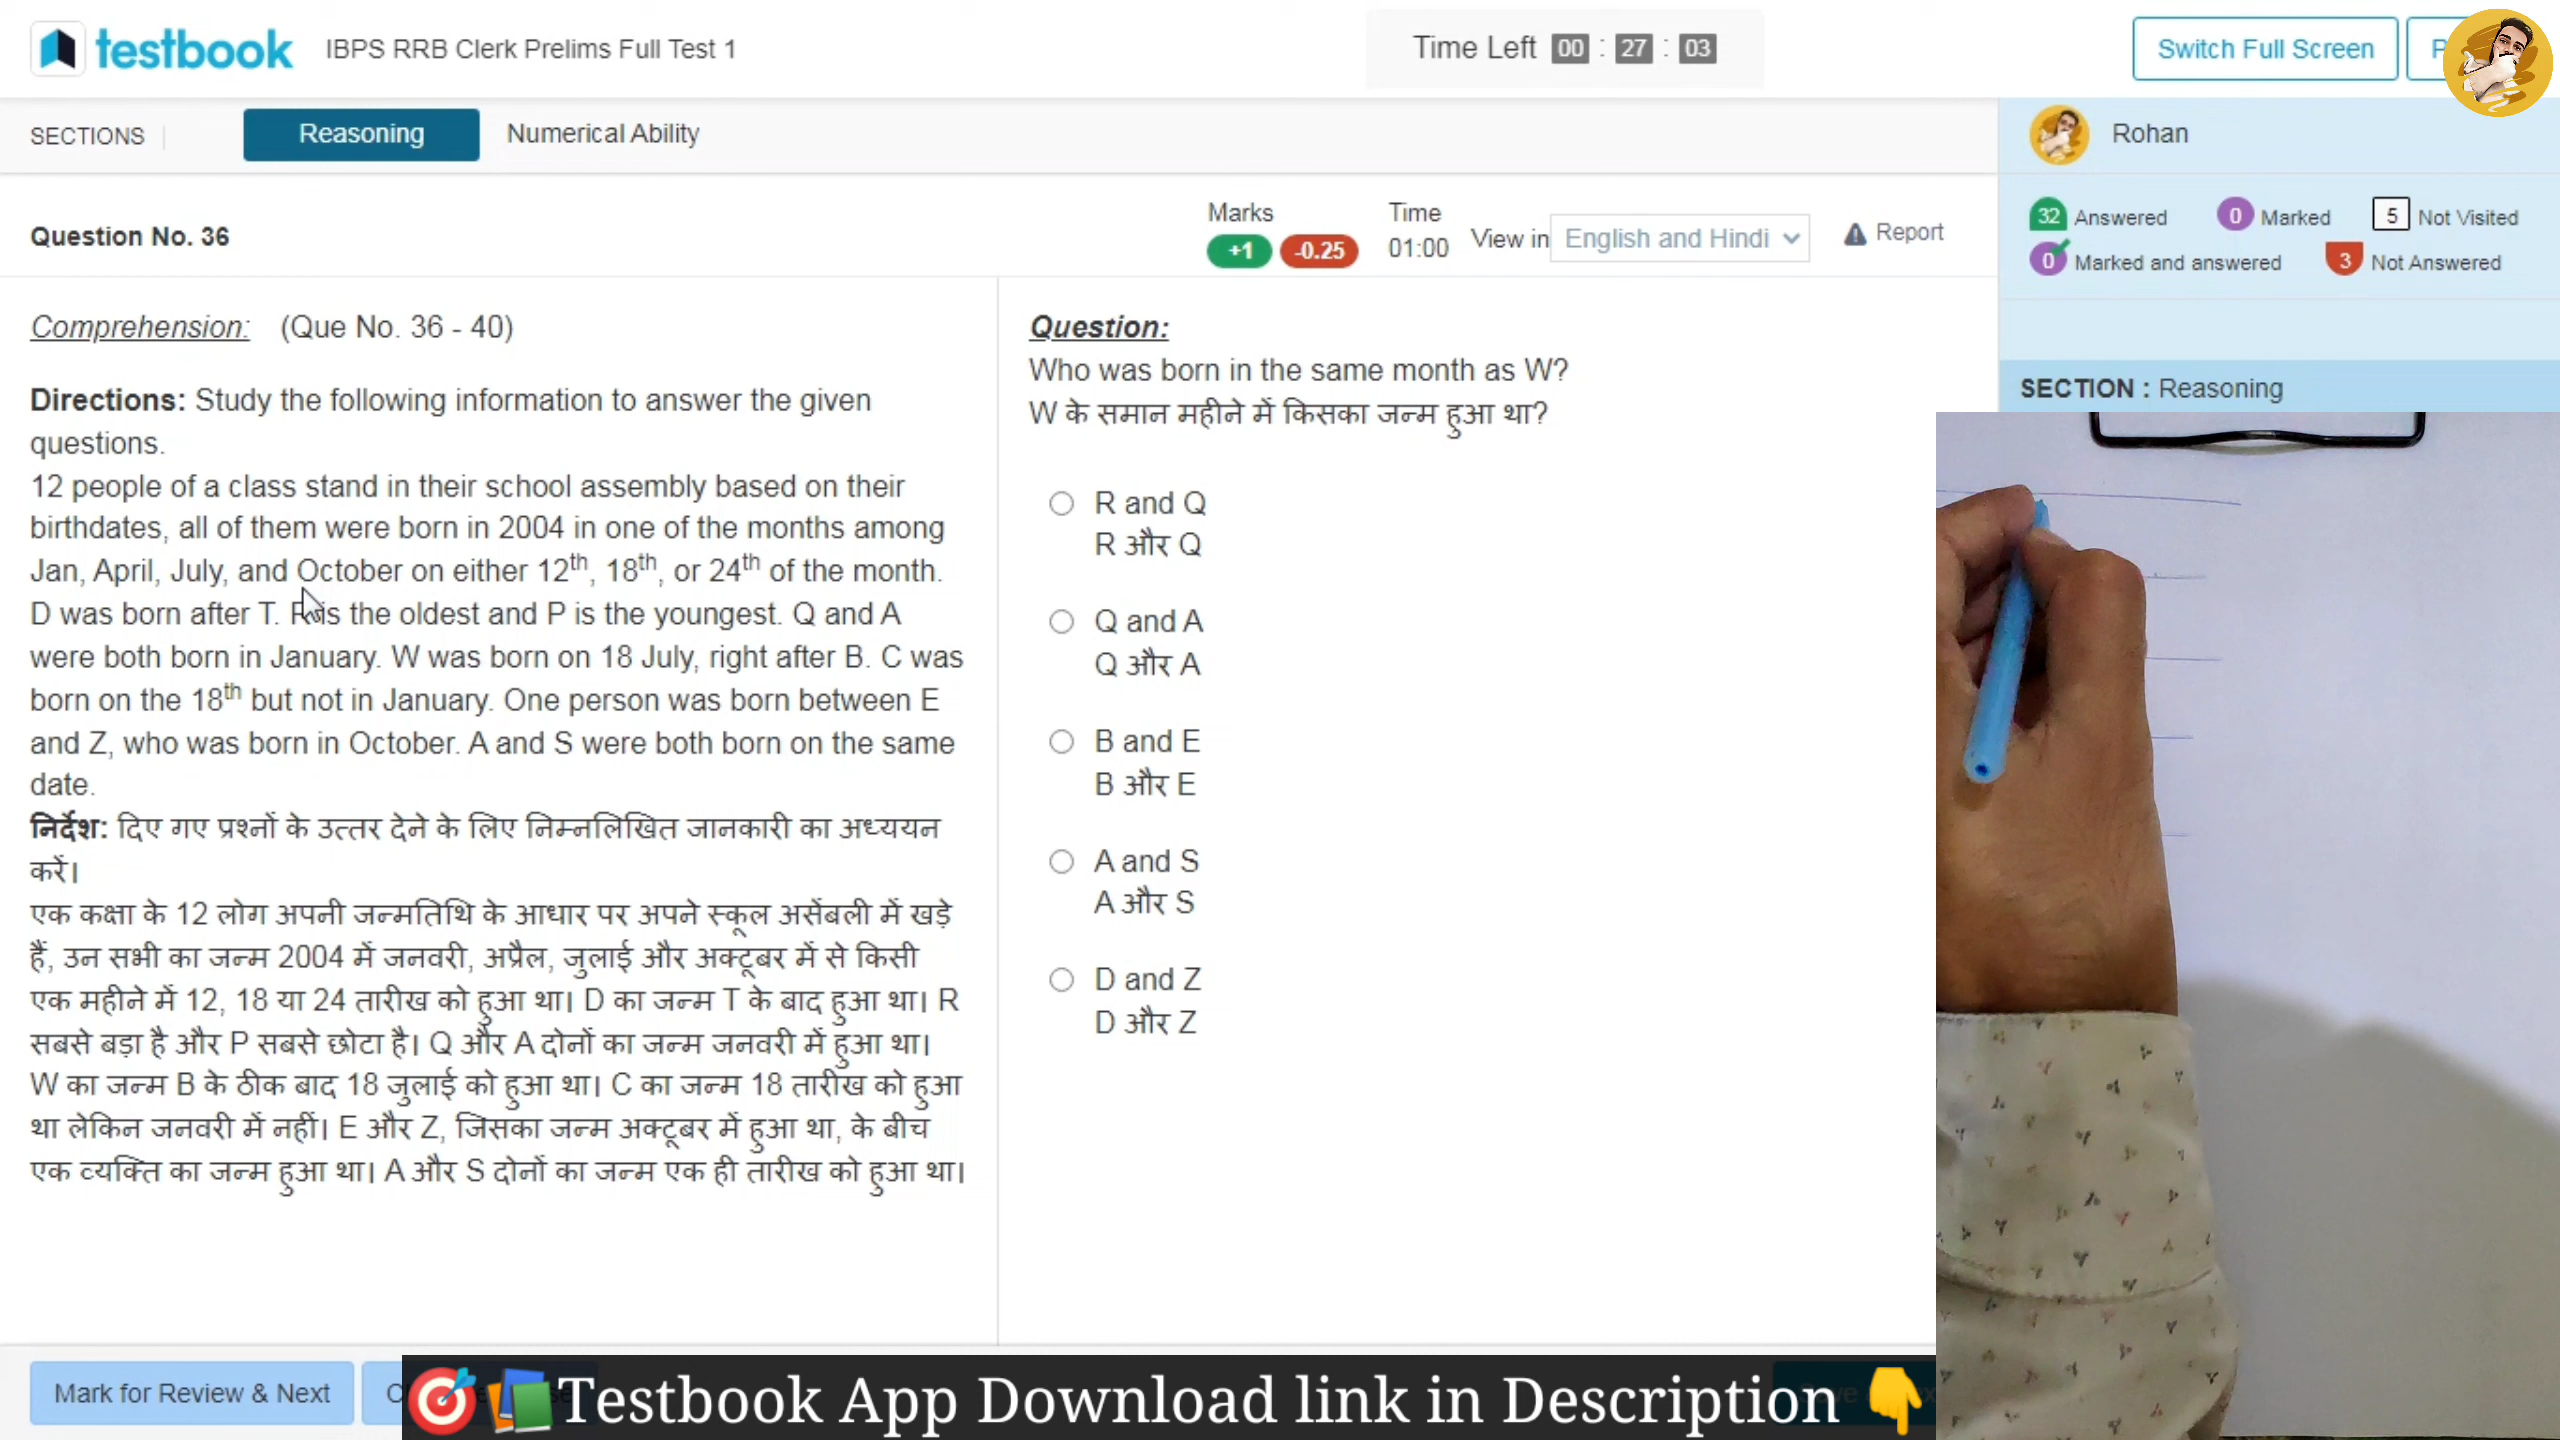 testbook IBPS RRB Clerk Prelims Full Test 1 Time Left 00 : 27 : 03 Switch Full Screen P
SECTIONS Reasoning Numerical Ability Rohan
32 Answered 0 Marked 5 Not Visited
0 Marked and answered 3 Not Answered
Question No. 36 Marks +1 -0.25 Time 01:00 View in English and Hindi Report
SECTION : Reasoning
Comprehension: (Que No. 36 - 40)
Directions: Study the following information to answer the given
questions.
12 people of a class stand in their school assembly based on their
birthdates, all of them were born in 2004 in one of the months among
Jan, April, July, and October on either 12th, 18th, or 24th of the month.
D was born after T. R is the oldest and P is the youngest. Q and A
were both born in January. W was born on 18 July, right after B. C was
born on the 18th but not in January. One person was born between E
and Z, who was born in October. A and S were both born on the same
date.
निर्देश: दिए गए प्रश्नों के उत्तर देने के लिए निम्नलिखित जानकारी का अध्ययन
करें।
एक कक्षा के 12 लोग अपनी जन्मतिथि के आधार पर अपने स्कूल असेंबली में खड़े
हैं, उन सभी का जन्म 2004 में जनवरी, अप्रैल, जुलाई और अक्टूबर में से किसी
एक महीने में 12, 18 या 24 तारीख को हुआ था। D का जन्म T के बाद हुआ था। R
सबसे बड़ा है और P सबसे छोटा है। Q और A दोनों का जन्म जनवरी में हुआ था।
W का जन्म B के ठीक बाद 18 जुलाई को हुआ था। C का जन्म 18 तारीख को हुआ
था लेकिन जनवरी में नहीं। E और Z, जिसका जन्म अक्टूबर में हुआ था, के बीच
एक व्यक्ति का जन्म हुआ था। A और S दोनों का जन्म एक ही तारीख को हुआ था।
Question:
Who was born in the same month as W?
W के समान महीने में किसका जन्म हुआ था?
R and Q
R और Q
Q and A
Q और A
B and E
B और E
A and S
A और S
D and Z
D और Z
Mark for Review & Next
🎯📚Testbook App Download link in Description 👇